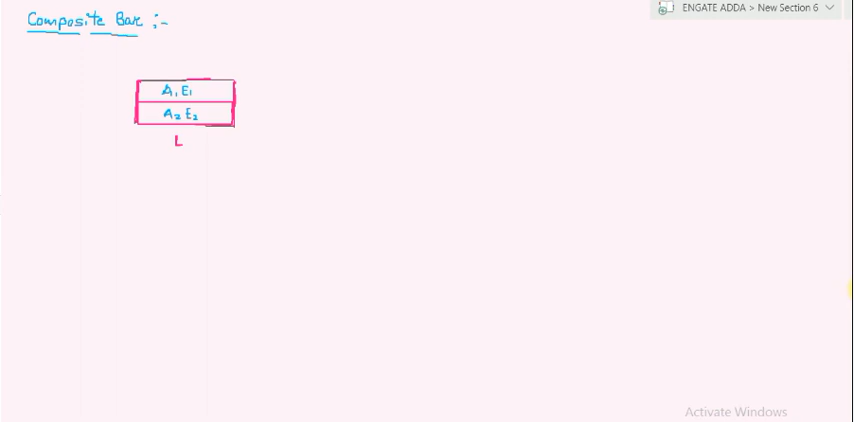 ENGATE ADDA > New Section 6
Composite Bar :-
A₁ E₁
A₂ E₂
L
Activate Windows